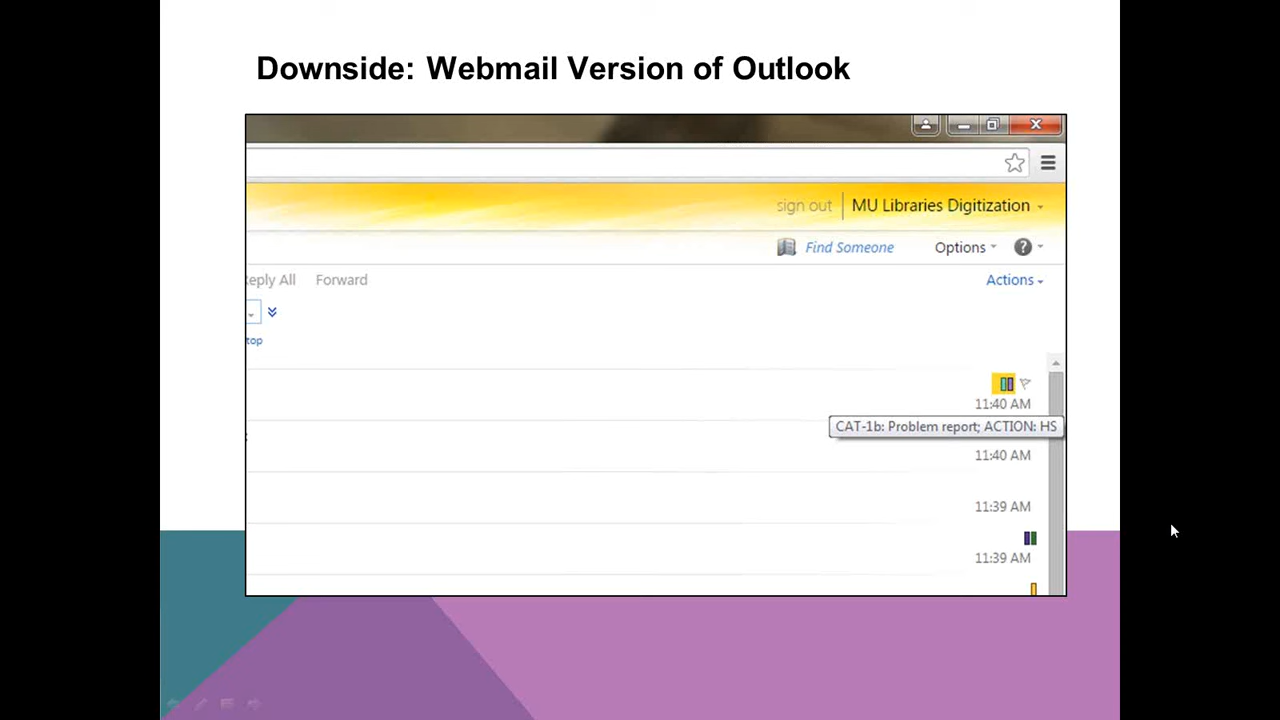 Downside: Webmail Version of Outlook
sign out MU Libraries Digitization
Find Someone Options ?
eply All Forward Actions
top
11:40 AM
CAT-1b: Problem report; ACTION: HS
11:40 AM
11:39 AM
11:39 AM